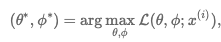 (θ*, ϕ*) = arg max_{θ,ϕ} ℒ(θ, ϕ; x^{(i)}),